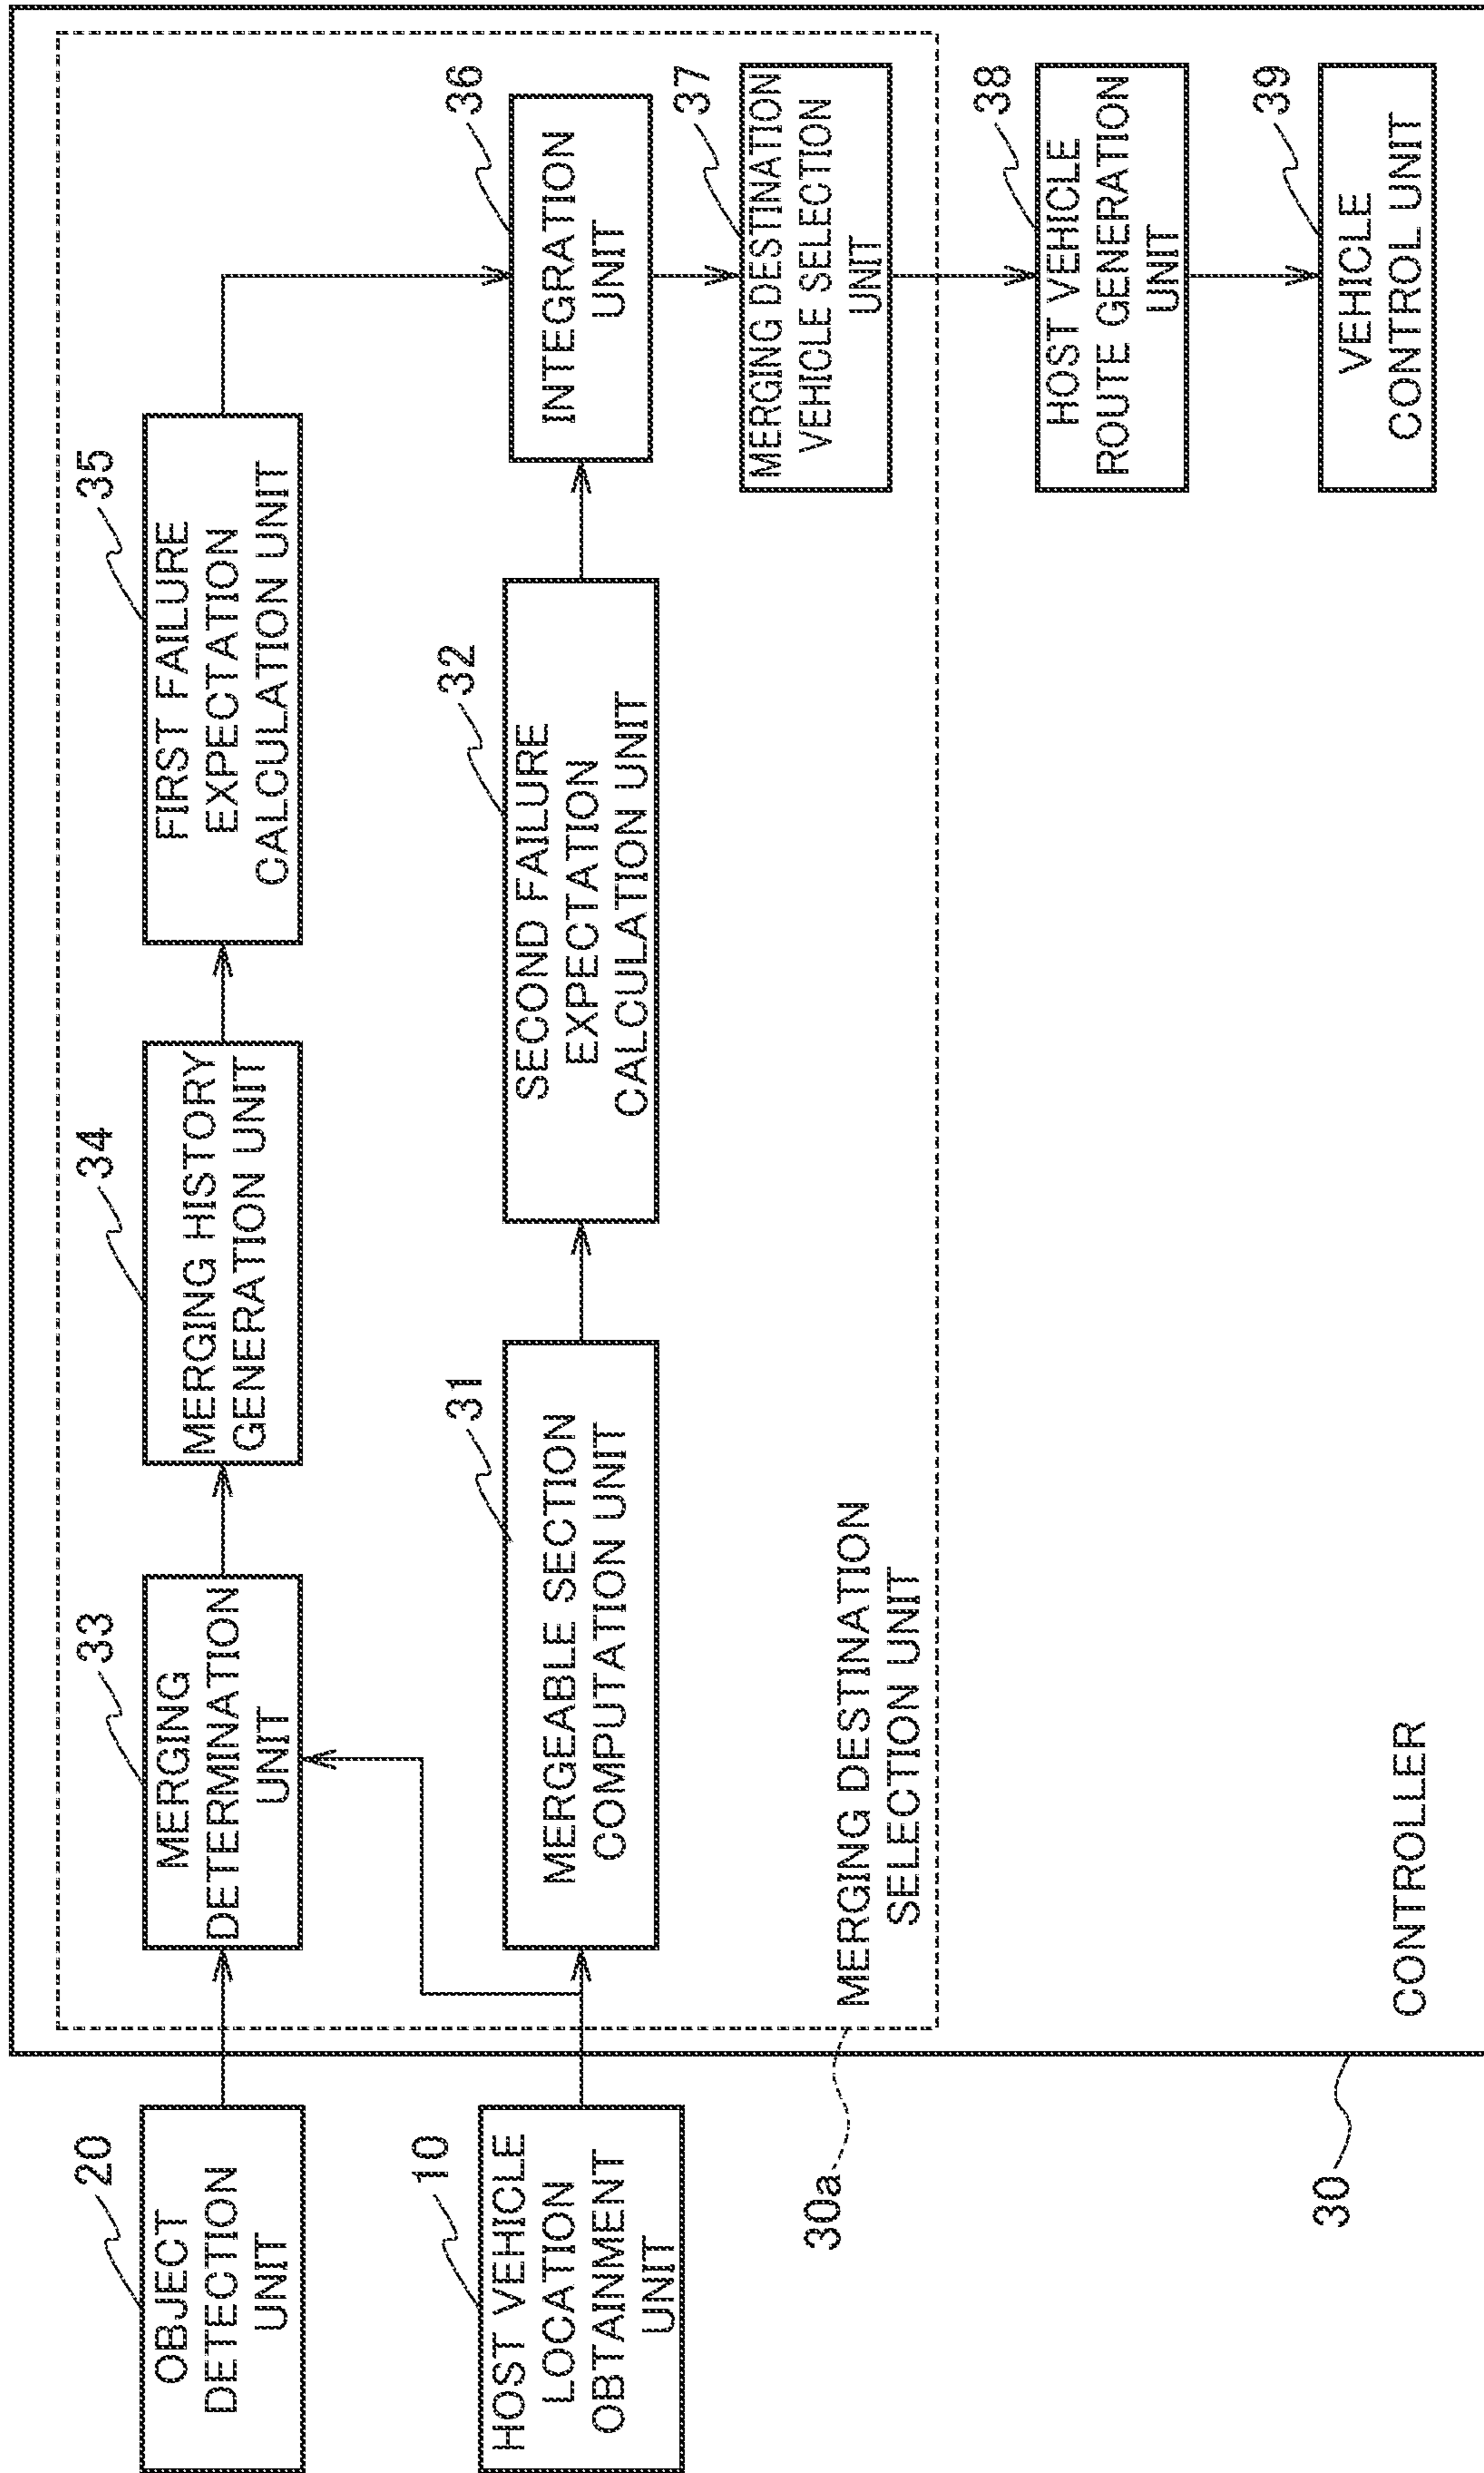 20
OBJECT
DETECTION
UNIT
10
HOST VEHICLE
LOCATION
OBTAINMENT
UNIT
33
MERGING
DETERMINATION
UNIT
34
MERGING HISTORY
GENERATION UNIT
35
FIRST FAILURE
EXPECTATION
CALCULATION UNIT
31
MERGEABLE SECTION
COMPUTATION UNIT
32
SECOND FAILURE
EXPECTATION
CALCULATION UNIT
36
INTEGRATION
UNIT
37
MERGING DESTINATION
VEHICLE SELECTION
UNIT
30a
MERGING DESTINATION
SELECTION UNIT
38
HOST VEHICLE
ROUTE GENERATION
UNIT
39
VEHICLE
CONTROL UNIT
30
CONTROLLER